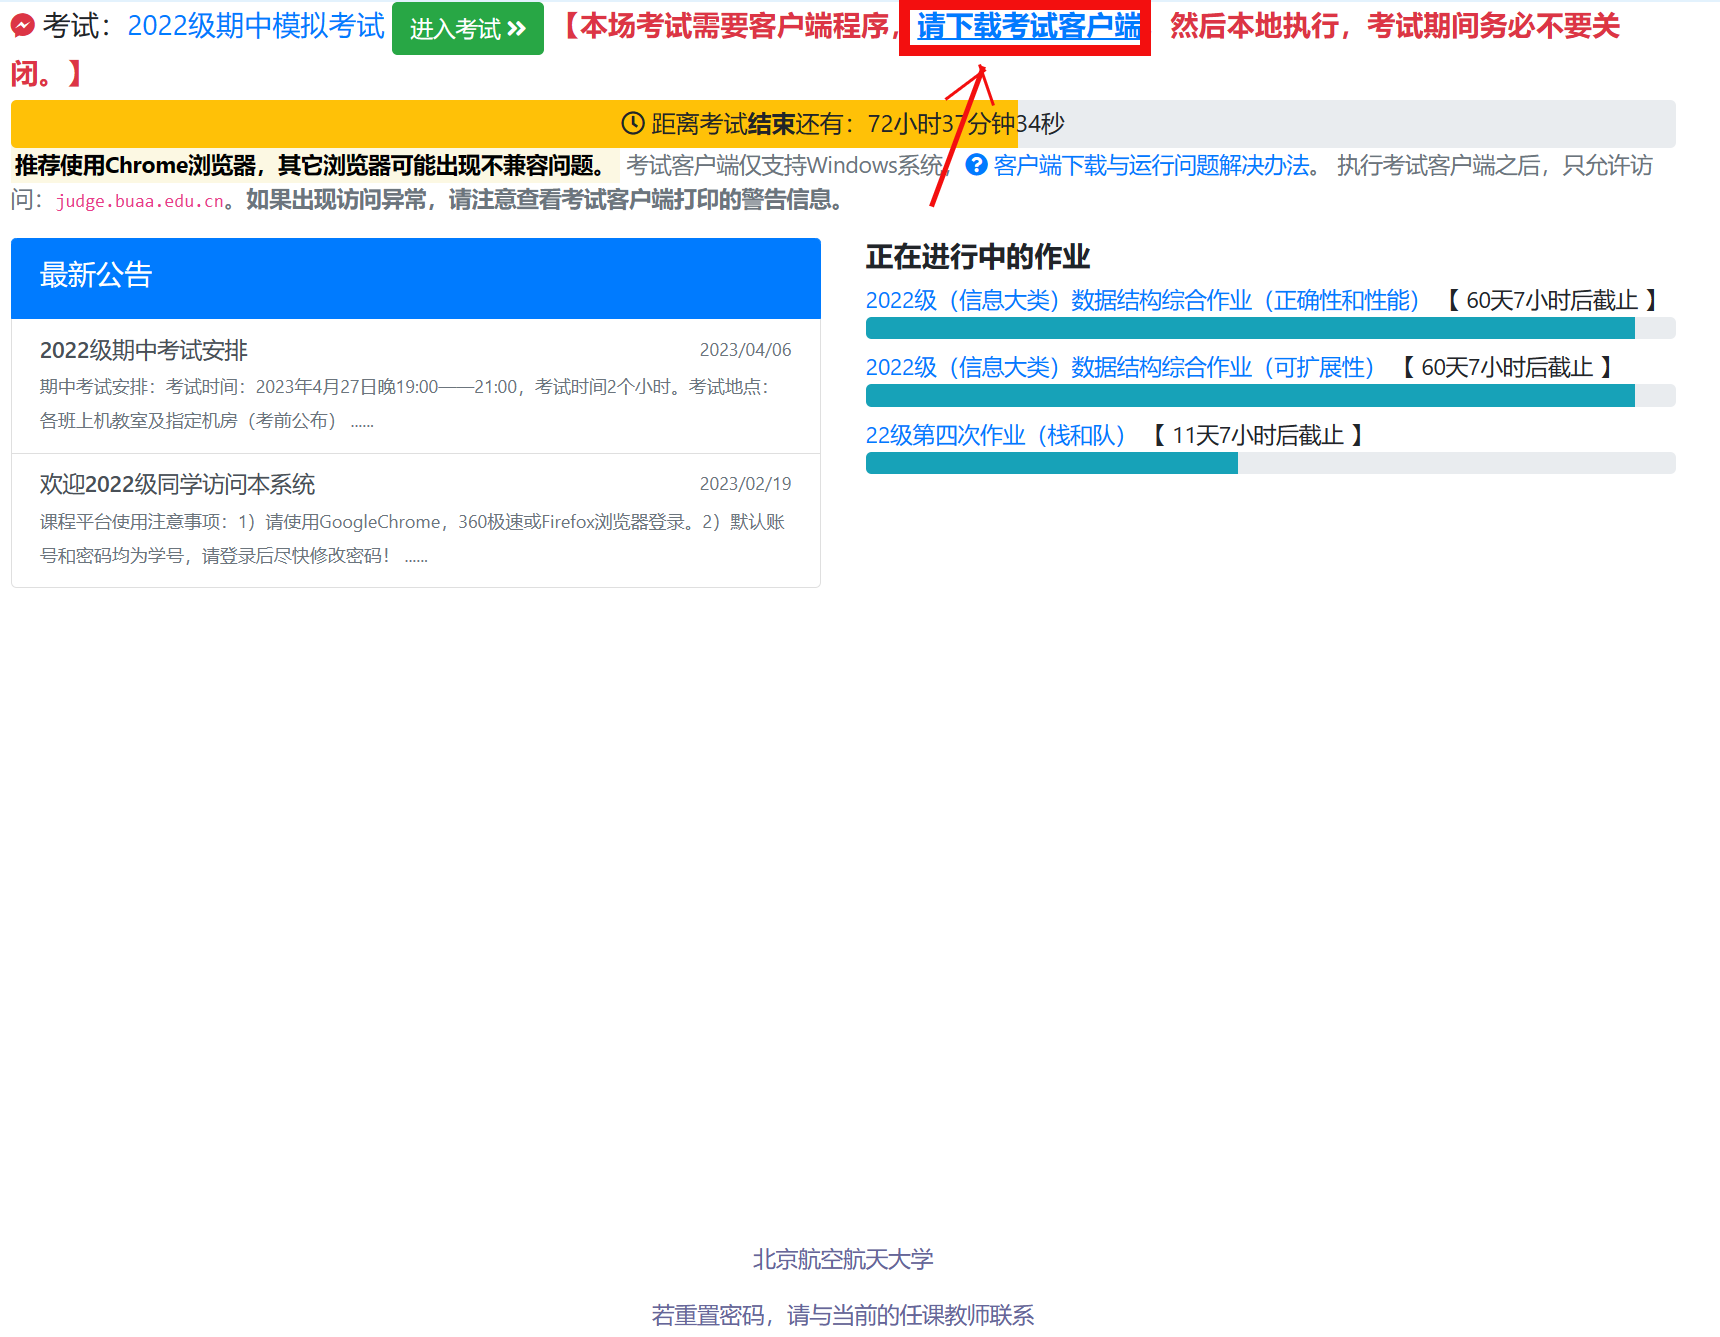 考试：2022级期中模拟考试 进入考试 【本场考试需要客户端程序，请下载考试客户端 然后本地执行，考试期间务必不要关
闭。】
距离考试结束还有：72小时37分钟34秒
推荐使用Chrome浏览器，其它浏览器可能出现不兼容问题。 考试客户端仅支持Windows系统， 客户端下载与运行问题解决办法。 执行考试客户端之后，只允许访
问：judge.buaa.edu.cn。如果出现访问异常，请注意查看考试客户端打印的警告信息。
最新公告
2022级期中考试安排 2023/04/06
期中考试安排：考试时间：2023年4月27日晚19:00——21:00，考试时间2个小时。考试地点：
各班上机教室及指定机房（考前公布） ......
欢迎2022级同学访问本系统 2023/02/19
课程平台使用注意事项：1）请使用GoogleChrome，360极速或Firefox浏览器登录。2）默认账
号和密码均为学号，请登录后尽快修改密码！ ......
正在进行中的作业
2022级（信息大类）数据结构综合作业（正确性和性能） 【 60天7小时后截止 】
2022级（信息大类）数据结构综合作业（可扩展性） 【 60天7小时后截止 】
22级第四次作业（栈和队） 【 11天7小时后截止 】
北京航空航天大学
若重置密码，请与当前的任课教师联系